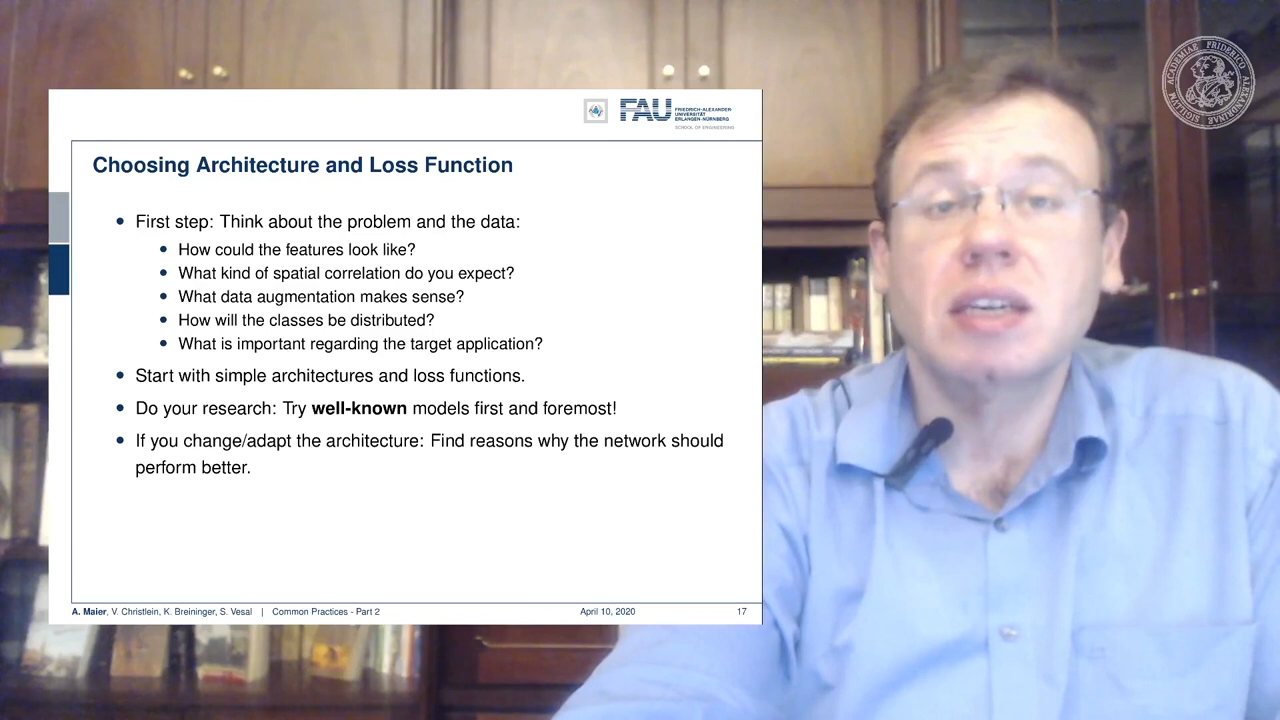 FAU
FRIEDRICH-ALEXANDER-
UNIVERSITÄT
ERLANGEN-NÜRNBERG
SCHOOL OF ENGINEERING
Choosing Architecture and Loss Function
• First step: Think about the problem and the data:
• How could the features look like?
• What kind of spatial correlation do you expect?
• What data augmentation makes sense?
• How will the classes be distributed?
• What is important regarding the target application?
• Start with simple architectures and loss functions.
• Do your research: Try well-known models first and foremost!
• If you change/adapt the architecture: Find reasons why the network should
perform better.
A. Maier, V. Christlein, K. Breininger, S. Vesal | Common Practices - Part 2 April 10, 2020 17
ACADEMIAE FRIDERICO ALEXANDRINAE SIGILLVM